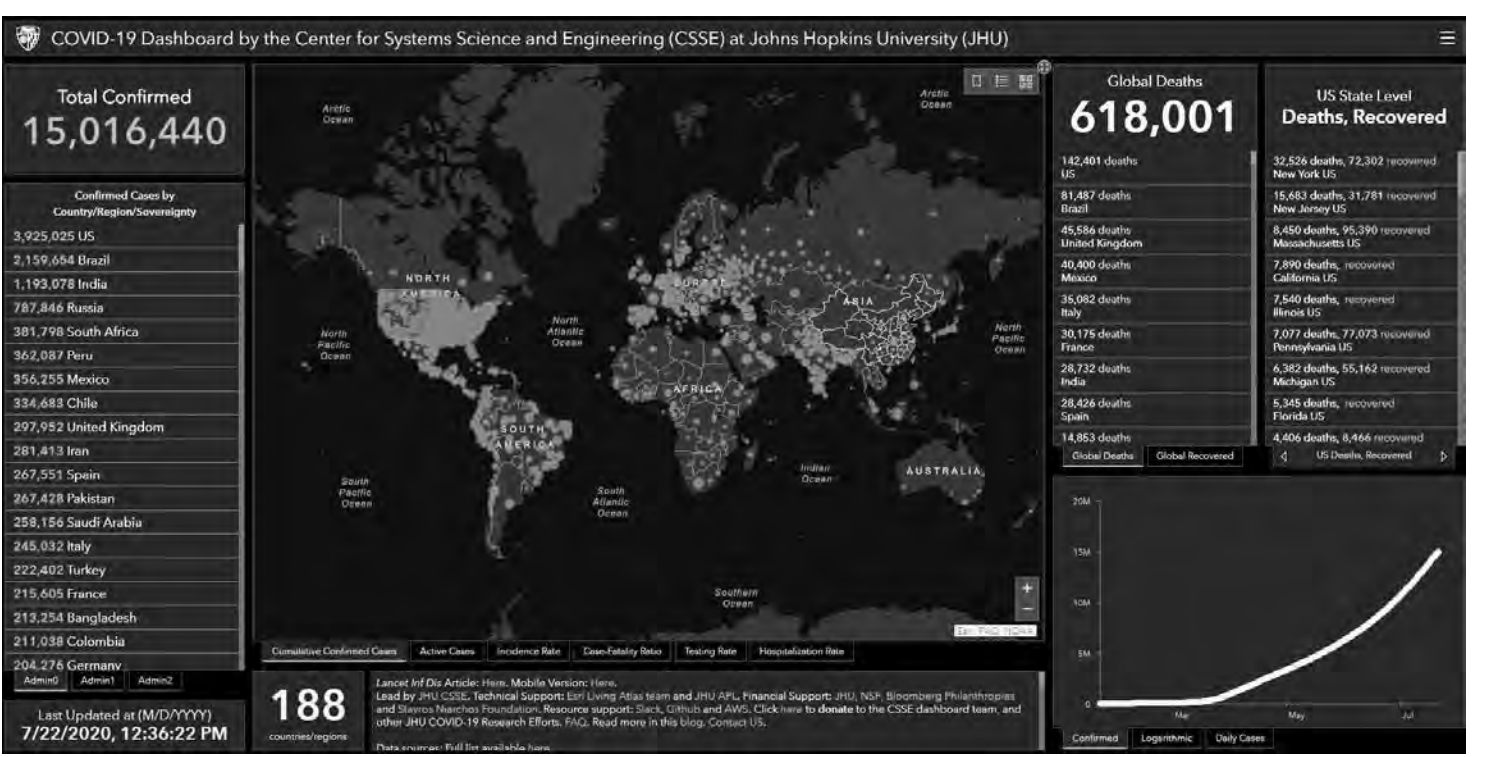 COVID-19 Dashboard by the Center for Systems Science and Engineering (CSSE) at Johns Hopkins University (JHU)
Total Confirmed
15,016,440
Confirmed Cases by
Country/Region/Sovereignty
3,925,025 US
2,159,654 Brazil
1,193,078 India
787,846 Russia
381,798 South Africa
362,087 Peru
356,255 Mexico
334,683 Chile
297,952 United Kingdom
281,413 Iran
267,551 Spain
267,428 Pakistan
258,156 Saudi Arabia
245,032 Italy
222,402 Turkey
215,605 France
213,254 Bangladesh
211,038 Colombia
204,276 Germany
Admin0 Admin1 Admin2
Last Updated at (M/D/YYYY)
7/22/2020, 12:36:22 PM
Arctic
Ocean
Arctic
Ocean
NORTH
AMERICA
EUROPE
ASIA
North
Pacific
Ocean
North
Atlantic
Ocean
North
Pacific
Ocean
AFRICA
SOUTH
AMERICA
Indian
Ocean
AUSTRALIA
South
Pacific
Ocean
South
Atlantic
Ocean
Southern
Ocean
+
−
Esri, FAO, NOAA
Cumulative Confirmed Cases Active Cases Incidence Rate Case-Fatality Ratio Testing Rate Hospitalization Rate
188
countries/regions
Lancet Inf Dis Article: Here. Mobile Version: Here.
Lead by JHU CSSE. Technical Support: Esri Living Atlas team and JHU APL. Financial Support: JHU, NSF, Bloomberg Philanthropies
and Stavros Niarchos Foundation. Resource support: Slack, Github and AWS. Click here to donate to the CSSE dashboard team, and
other JHU COVID-19 Research Efforts. FAQ. Read more in this blog. Contact US.
Data sources: Full list available here.
Global Deaths
618,001
142,401 deaths
US
81,487 deaths
Brazil
45,586 deaths
United Kingdom
40,400 deaths
Mexico
35,082 deaths
Italy
30,175 deaths
France
28,732 deaths
India
28,426 deaths
Spain
14,853 deaths
Global Deaths Global Recovered
US State Level
Deaths, Recovered
32,526 deaths, 72,302 recovered
New York US
15,683 deaths, 31,781 recovered
New Jersey US
8,450 deaths, 95,390 recovered
Massachusetts US
7,890 deaths, recovered
California US
7,540 deaths, recovered
Illinois US
7,077 deaths, 77,073 recovered
Pennsylvania US
6,382 deaths, 55,162 recovered
Michigan US
5,345 deaths, recovered
Florida US
4,406 deaths, 8,466 recovered
US Deaths, Recovered
20M
15M
10M
5M
0
Mar May Jul
Confirmed Logarithmic Daily Cases